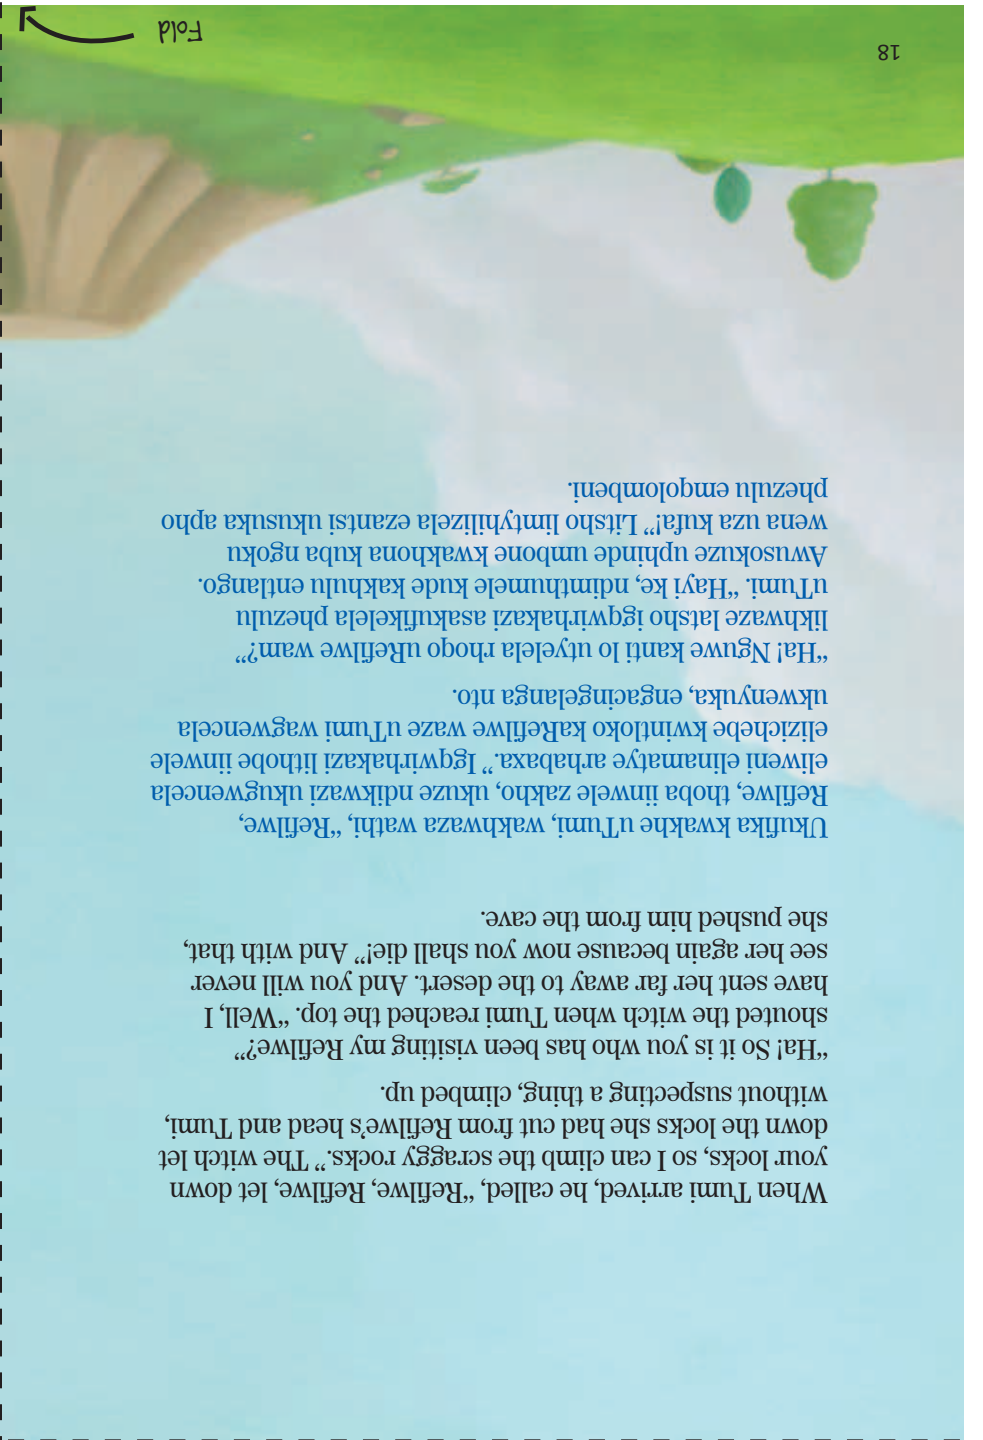 When Tumi arrived, he called, “Refilwe, Refilwe, let down
your locks, so I can climb the scraggy rocks.” The witch let
down the locks she had cut from Refilwe’s head and Tumi,
without suspecting a thing, climbed up.
“Ha! So it is you who has been visiting my Refilwe?”
shouted the witch when Tumi reached the top. “Well, I
have sent her far away to the desert. And you will never
see her again because now you shall die!” And with that,
she pushed him from the cave.
Ukufika kwakhe uTumi, wakhwaza wathi, “Refilwe,
Refilwe, thoba iinwele zakho, ukuze ndikwazi ukugwencela
eliweni elinamatye arhabaxa.” Igqwirhakazi lithobe iinwele
elizichebe kwintloko kaRefilwe waze uTumi wagwencela
ukwenyuka, engacingelanga nto.
“Ha! Nguwe kanti lo utyelela rhoqo uRefilwe wam?”
likhwaze latsho igqwirhakazi asakufikelela phezulu
uTumi. “Hayi ke, ndimthumele kude kakhulu entlango.
Awusokuze uphinde umbone kwakhona kuba ngoku
wena uza kufa!” Litsho limtyhilizela ezantsi ukusuka apho
phezulu emqolombeni.
18
Fold